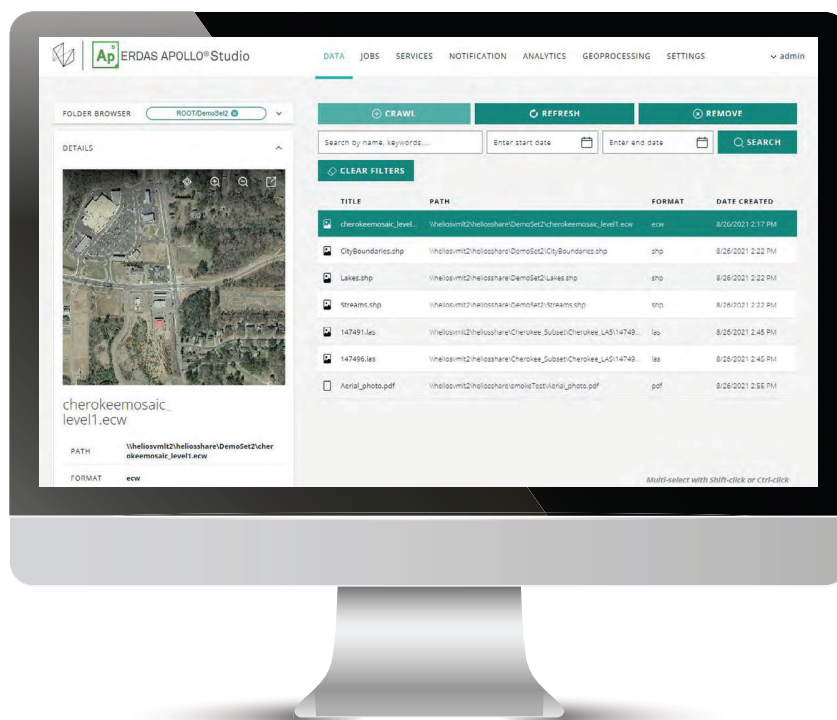 Ap ERDAS APOLLO® Studio
DATA JOBS SERVICES NOTIFICATION ANALYTICS GEOPROCESSING SETTINGS admin
FOLDER BROWSER ROOT/DemoSet2
CRAWL REFRESH REMOVE
Search by name, keywords,... Enter start date Enter end date SEARCH
DETAILS
CLEAR FILTERS
TITLE PATH FORMAT DATE CREATED
cherokeemosaic_level... \\heliosvmlt2\heliosshare\DemoSet2\cherokeemosaic_level1.ecw ecw 8/26/2021 2:17 PM
CityBoundaries.shp \\heliosvmlt2\heliosshare\DemoSet2\CityBoundaries.shp shp 8/26/2021 2:22 PM
Lakes.shp \\heliosvmlt2\heliosshare\DemoSet2\Lakes.shp shp 8/26/2021 2:22 PM
Streams.shp \\heliosvmlt2\heliosshare\DemoSet2\Streams.shp shp 8/26/2021 2:22 PM
147491.las \\heliosvmlt2\heliosshare\Cherokee_Subset\Cherokee_LAS\14749... las 8/26/2021 2:45 PM
147496.las \\heliosvmlt2\heliosshare\Cherokee_Subset\Cherokee_LAS\14749... las 8/26/2021 2:45 PM
Aerial_photo.pdf \\heliosvmlt2\heliosshare\smokeTest\Aerial_photo.pdf pdf 8/26/2021 2:56 PM
cherokeemosaic_
level1.ecw
PATH \\heliosvmlt2\heliosshare\DemoSet2\cher
okeemosaic_level1.ecw
FORMAT ecw
Multi-select with Shift-click or Ctrl-click